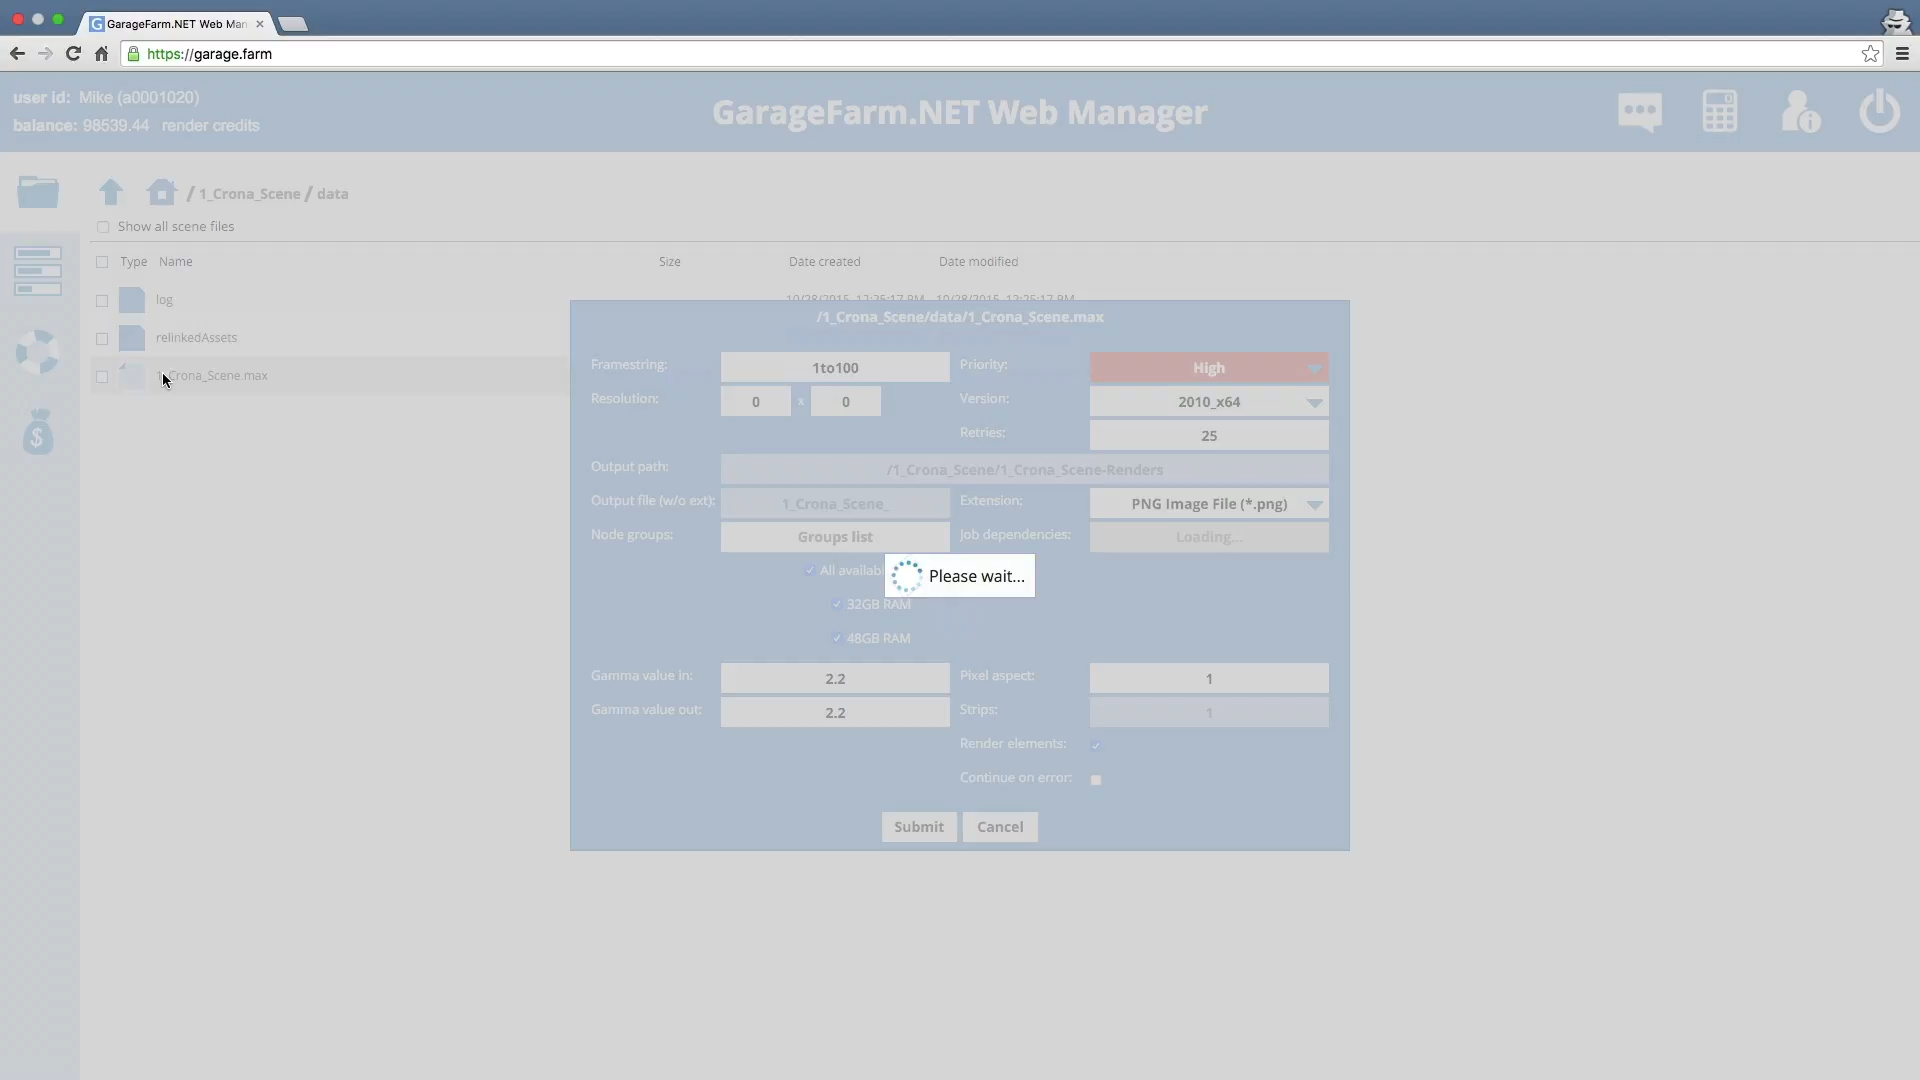 GarageFarm.NET Web Man
https://garage.farm
user id: Mike (a0001020)
balance: 98539.44 render credits
GarageFarm.NET Web Manager
/ 1_Crona_Scene / data
Show all scene files
Type Name Size Date created Date modified
log 10/28/2015, 12:25:17 PM 10/28/2015, 12:25:17 PM
relinkedAssets
1_Crona_Scene.max
/1_Crona_Scene/data/1_Crona_Scene.max
Framestring: 1to100 Priority: High
Resolution: 0 x 0 Version: 2010_x64
Retries: 25
Output path: /1_Crona_Scene/1_Crona_Scene-Renders
Output file (w/o ext): 1_Crona_Scene_ Extension: PNG Image File (*.png)
Node groups: Groups list Job dependencies: Loading...
All availab
Please wait...
32GB RAM
48GB RAM
Gamma value in: 2.2 Pixel aspect: 1
Gamma value out: 2.2 Strips: 1
Render elements:
Continue on error:
Submit Cancel